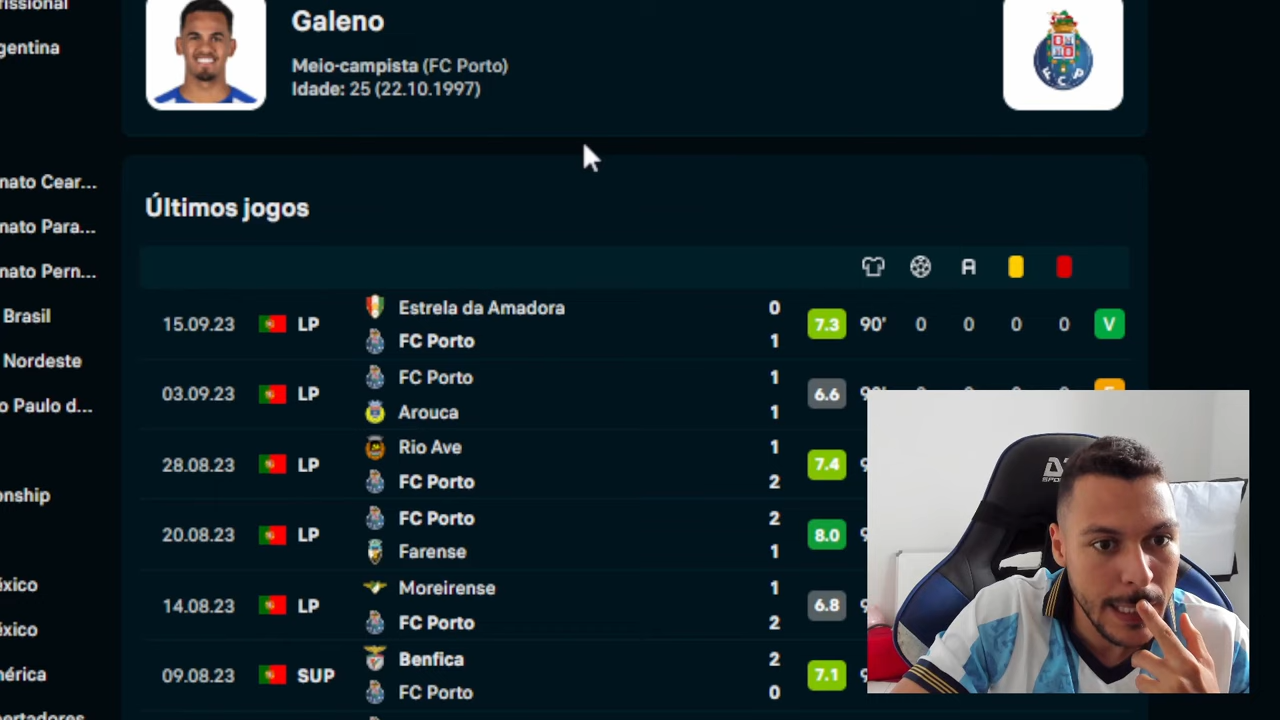 Galeno
Meio-campista (FC Porto)
Idade: 25 (22.10.1997)
gentina
nato Cear...
nato Para...
nato Pern...
Brasil
Nordeste
o Paulo d...
onship
éxico
éxico
mérica
Últimos jogos
A
15.09.23 LP Estrela da Amadora 0 7.3 90' 0 0 0 0 V
FC Porto 1
03.09.23 LP FC Porto 1 6.6
Arouca 1
28.08.23 LP Rio Ave 1 7.4
FC Porto 2
20.08.23 LP FC Porto 2 8.0
Farense 1
14.08.23 LP Moreirense 1 6.8
FC Porto 2
09.08.23 SUP Benfica 2 7.1
FC Porto 0